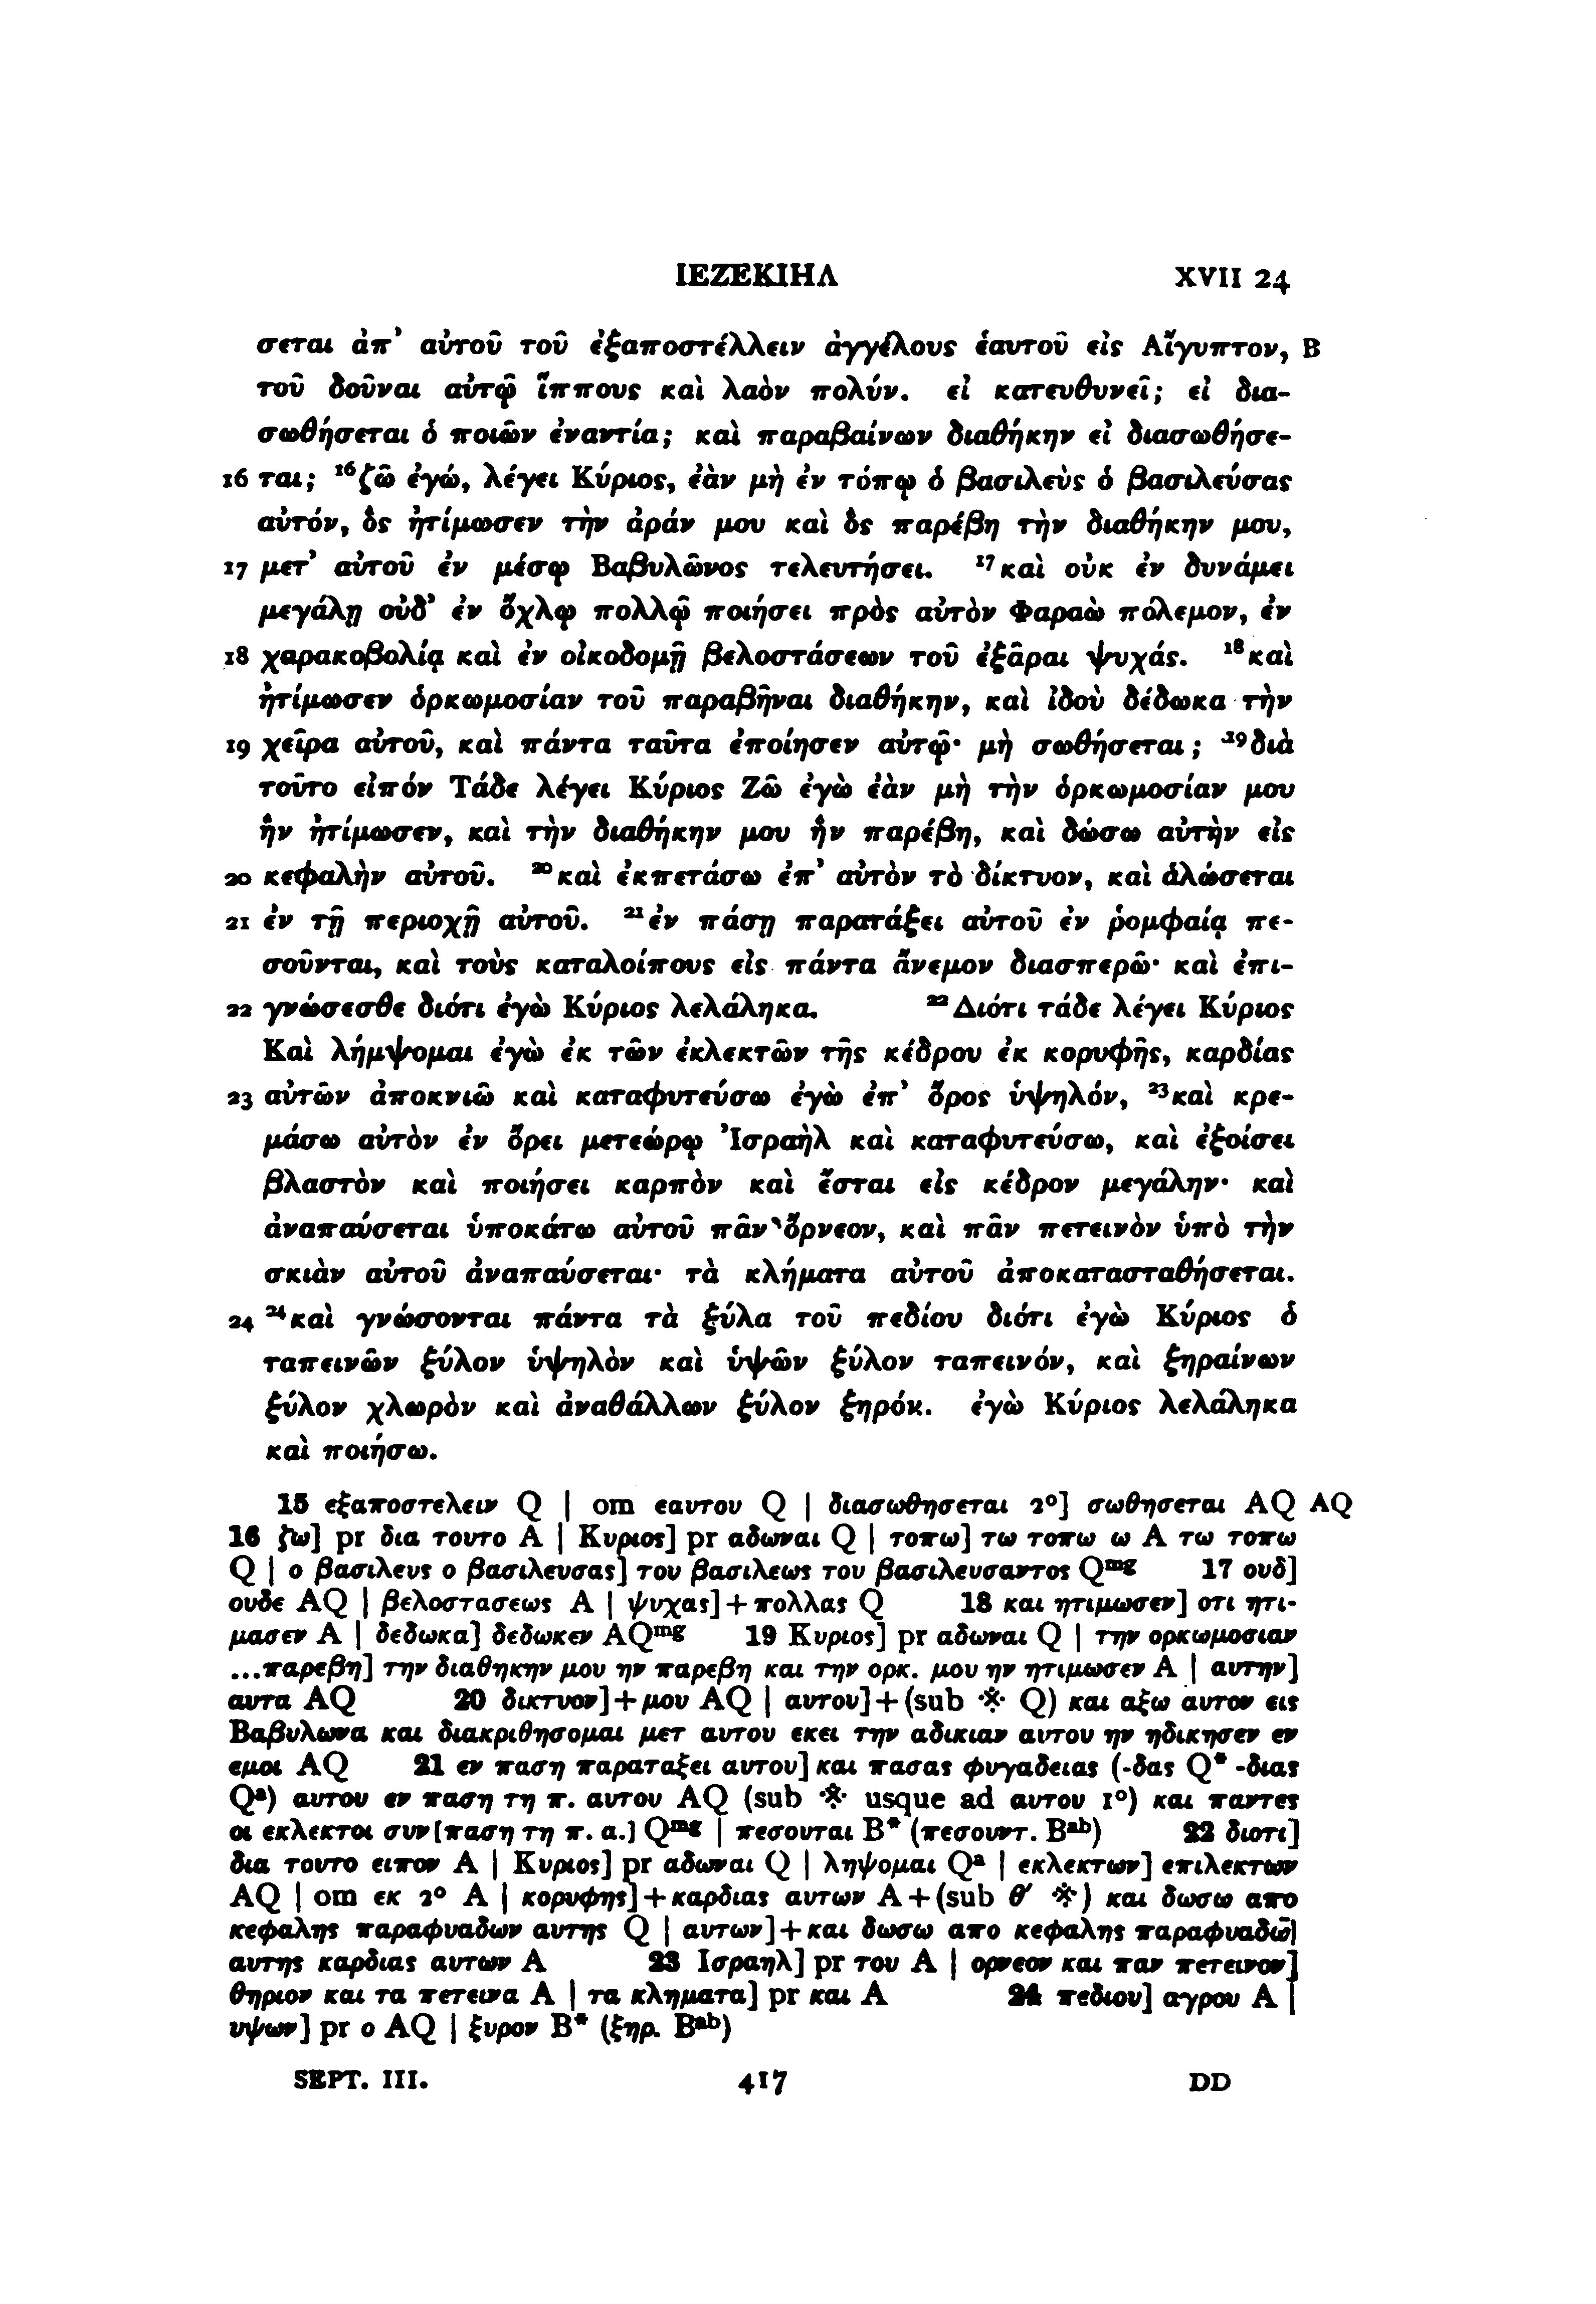 ΙΕΖΕΚΙΗΛ XVII 24
σεται ἀπ᾽ αὐτοῦ τοῦ ἐξαποστέλλειν ἀγγέλους ἑαυτοῦ εἰς Αἴγυπτον, B
τοῦ δοῦναι αὐτῷ ἵππους καὶ λαὸν πολύν. εἰ κατευθυνεῖ; εἰ δια-
σωθήσεται ὁ ποιῶν ἐναντία; καὶ παραβαίνων διαθήκην εἰ διασωθήσε-
16 ται; ¹⁶ζῶ ἐγώ, λέγει Κύριος, ἐὰν μὴ ἐν τόπῳ ὁ βασιλεὺς ὁ βασιλεύσας
αὐτόν, ὃς ἠτίμωσεν τὴν ἀράν μου καὶ ὃς παρέβη τὴν διαθήκην μου,
17 μετ᾽ αὐτοῦ ἐν μέσῳ Βαβυλῶνος τελευτήσει. ¹⁷καὶ οὐκ ἐν δυνάμει
μεγάλῃ οὐδ᾽ ἐν ὄχλῳ πολλῷ ποιήσει πρὸς αὐτὸν Φαραὼ πόλεμον, ἐν
18 χαρακοβολίᾳ καὶ ἐν οἰκοδομῇ βελοστάσεων τοῦ ἐξᾶραι ψυχάς. ¹⁸καὶ
ἠτίμωσεν ὁρκωμοσίαν τοῦ παραβῆναι διαθήκην, καὶ ἰδοὺ δέδωκα τὴν
19 χεῖρα αὐτοῦ, καὶ πάντα ταῦτα ἐποίησεν αὐτῷ· μὴ σωθήσεται; ¹⁹διὰ
τοῦτο εἰπόν Τάδε λέγει Κύριος Ζῶ ἐγὼ ἐὰν μὴ τὴν ὁρκωμοσίαν μου
ἣν ἠτίμωσεν, καὶ τὴν διαθήκην μου ἣν παρέβη, καὶ δώσω αὐτὴν εἰς
20 κεφαλὴν αὐτοῦ. ²⁰καὶ ἐκπετάσω ἐπ᾽ αὐτὸν τὸ δίκτυον, καὶ ἁλώσεται
21 ἐν τῇ περιοχῇ αὐτοῦ. ²¹ἐν πάσῃ παρατάξει αὐτοῦ ἐν ῥομφαίᾳ πε-
σοῦνται, καὶ τοὺς καταλοίπους εἰς πάντα ἄνεμον διασπερῶ· καὶ ἐπι-
22 γνώσεσθε διότι ἐγὼ Κύριος λελάληκα. ²²Διότι τάδε λέγει Κύριος
Καὶ λήμψομαι ἐγὼ ἐκ τῶν ἐκλεκτῶν τῆς κέδρου ἐκ κορυφῆς, καρδίας
23 αὐτῶν ἀποκνιῶ καὶ καταφυτεύσω ἐγὼ ἐπ᾽ ὄρος ὑψηλόν, ²³καὶ κρε-
μάσω αὐτὸν ἐν ὄρει μετεώρῳ Ἰσραὴλ καὶ καταφυτεύσω, καὶ ἐξοίσει
βλαστὸν καὶ ποιήσει καρπὸν καὶ ἔσται εἰς κέδρον μεγάλην· καὶ
ἀναπαύσεται ὑποκάτω αὐτοῦ πᾶν ὄρνεον, καὶ πᾶν πετεινὸν ὑπὸ τὴν
σκιὰν αὐτοῦ ἀναπαύσεται· τὰ κλήματα αὐτοῦ ἀποκατασταθήσεται.
24 ²⁴καὶ γνώσονται πάντα τὰ ξύλα τοῦ πεδίου διότι ἐγὼ Κύριος ὁ
ταπεινῶν ξύλον ὑψηλὸν καὶ ὑψῶν ξύλον ταπεινόν, καὶ ξηραίνων
ξύλον χλωρὸν καὶ ἀναθάλλων ξύλον ξηρόν. ἐγὼ Κύριος λελάληκα
καὶ ποιήσω.
15 εξαποστελειν Q | om εαυτου Q | διασωθησεται 2°] σωθησεται AQ AQ
16 ζω] pr δια τουτο A | Κυριος] pr αδωναι Q | τοπω] τω τοπω ω A τω τοπω
Q | ο βασιλευς ο βασιλευσας] του βασιλεως του βασιλευσαντος Qᵐᵍ 17 ουδ]
ουδε AQ | βελοστασεως A | ψυχας]+πολλας Q 18 και ητιμωσεν] οτι ητι-
μασεν A | δεδωκα] δεδωκεν AQᵐᵍ 19 Κυριος] pr αδωναι Q | την ορκωμοσιαν
...παρεβη] την διαθηκην μου ην παρεβη και την ορκ. μου ην ητιμωσεν A | αυτην]
αυτα AQ 20 δικτυον]+μου AQ | αυτου]+(sub ※ Q) και αξω αυτον εις
Βαβυλωνα και διακριθησομαι μετ αυτου εκει την αδικιαν αυτου ην ηδικησεν εν
εμοι AQ 21 εν παση παραταξει αυτου] και πασας φυγαδειας (-δας Q* -διας
Qᵃ) αυτου εν παση τη π. αυτου AQ (sub ※ usque ad αυτου 1°) και παντες
οι εκλεκτοι συν[παση τη π. α.] Qᵐᵍ | πεσουται B* (πεσουντ. Bᵃᵇ) 22 διοτι]
δια τουτο ειπον A | Κυριος] pr αδωναι Q | ληψομαι Qᵃ | εκλεκτων] επιλεκτων
AQ | om εκ 2° A | κορυφης]+καρδιας αυτων A+(sub θ′ ※) και δωσω απο
κεφαλης παραφυαδων αυτης Q | αυτων]+και δωσω απο κεφαλης παραφυαδω̄|
αυτης καρδιας αυτων A 23 Ισραηλ] pr του A | ορνεον και παν πετεινον]
θηριον και τα πετεινα A | τα κληματα] pr και A 24 πεδιου] αγρου A |
υψων] pr ο AQ | ξυρον B* (ξηρ. Bᵃᵇ)
SEPT. III. 417 DD